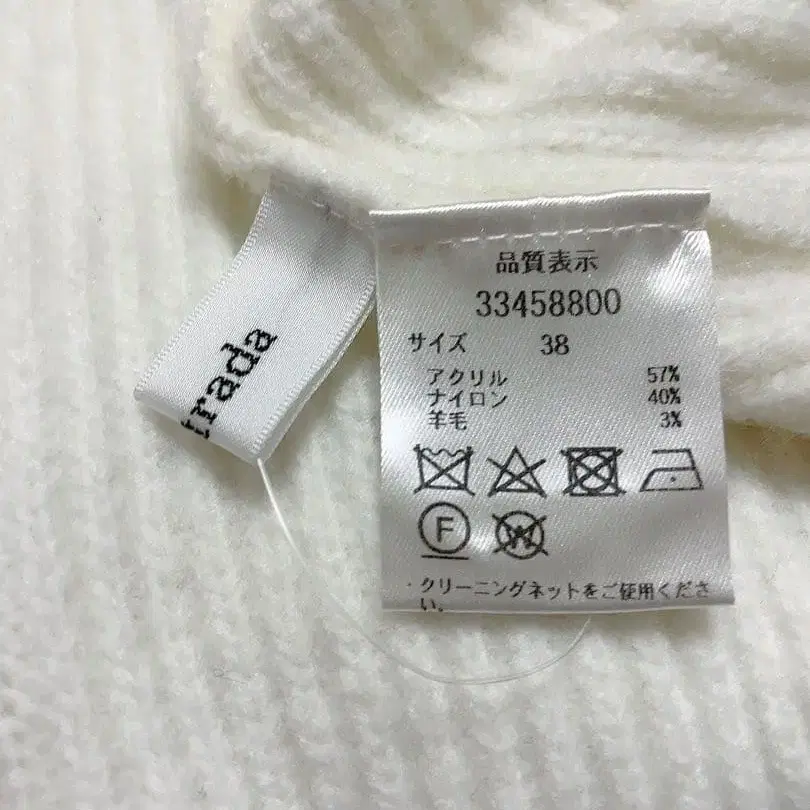 trada
品質表示
33458800
サイズ 38
アクリル 57%
ナイロン 40%
羊毛 3%
F
W
・クリーニングネットをご使用くださ
い。